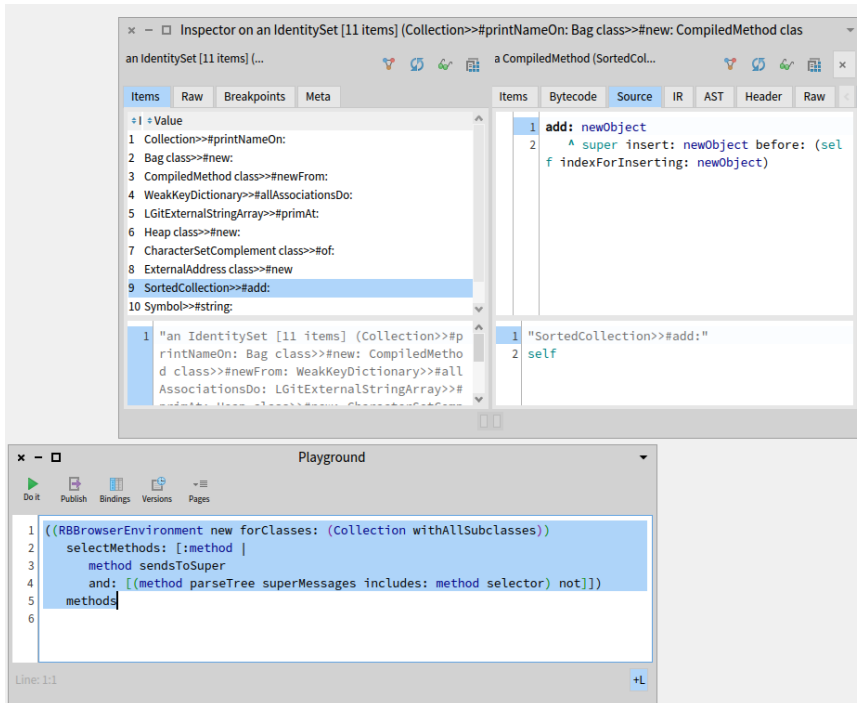 Inspector on an IdentitySet [11 items] (Collection>>#printNameOn: Bag class>>#new: CompiledMethod clas
an IdentitySet [11 items] (...
a CompiledMethod (SortedCol...
Items Raw Breakpoints Meta
Items Bytecode Source IR AST Header Raw
I Value
1 Collection>>#printNameOn:
2 Bag class>>#new:
3 CompiledMethod class>>#newFrom:
4 WeakKeyDictionary>>#allAssociationsDo:
5 LGitExternalStringArray>>#primAt:
6 Heap class>>#new:
7 CharacterSetComplement class>>#of:
8 ExternalAddress class>>#new
9 SortedCollection>>#add:
10 Symbol>>#string:
1 add: newObject
2 ^ super insert: newObject before: (sel
f indexForInserting: newObject)
1 "an IdentitySet [11 items] (Collection>>#p
rintNameOn: Bag class>>#new: CompiledMetho
d class>>#newFrom: WeakKeyDictionary>>#all
AssociationsDo: LGitExternalStringArray>>#
1 "SortedCollection>>#add:"
2 self
Playground
Do it Publish Bindings Versions Pages
1 ((RBBrowserEnvironment new forClasses: (Collection withAllSubclasses))
2 selectMethods: [:method |
3 method sendsToSuper
4 and: [(method parseTree superMessages includes: method selector) not]])
5 methods
6
Line: 1:1
+L